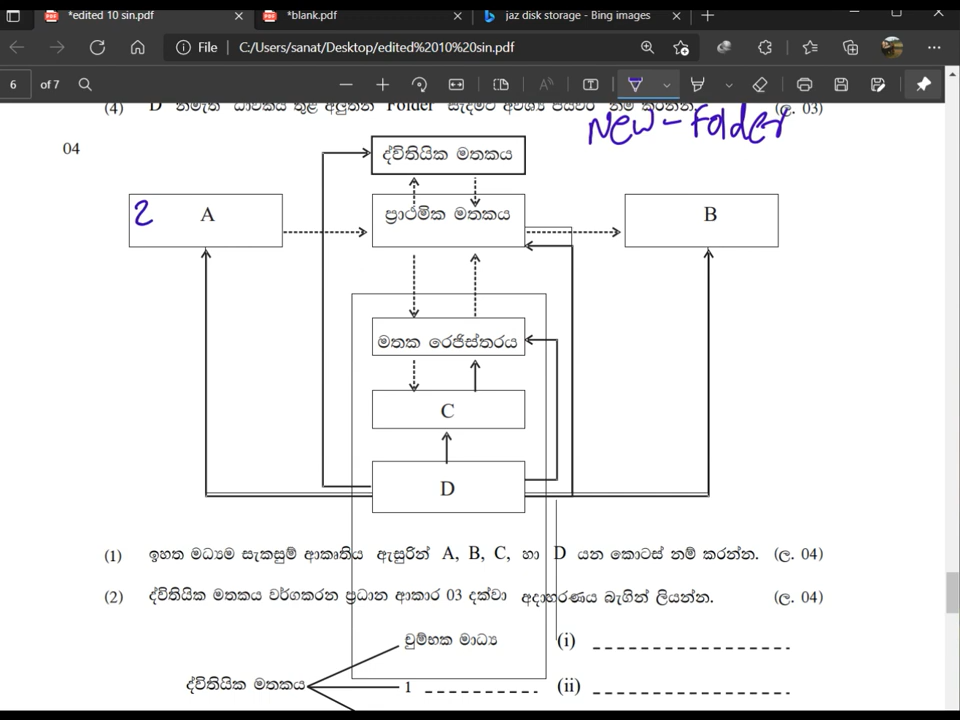 *edited 10 sin.pdf
*blank.pdf
jaz disk storage - Bing images
File C:/Users/sanat/Desktop/edited%2010%20sin.pdf
6 of 7
(4) D නමැති ධාවකය තුළ අලුතින් Folder සෑදීමට අවශ්‍ය පියවර නම් කරන්න. (ල. 03)
New - Folder
04
ද්විතියික මතකය
2 A
ප්‍රාථමික මතකය
B
මතක රෙජිස්තරය
C
D
(1) ඉහත මධ්‍යම සැකසුම් ආකෘතිය ඇසුරින් A, B, C, හා D යන කොටස් නම් කරන්න. (ල. 04)
(2) ද්විතියික මතකය වර්ගකරන ප්‍රධාන ආකාර 03 දක්වා අදාහරණය බැගින් ලියන්න. (ල. 04)
චුම්භක මාධ්‍ය (i)
ද්විතියික මතකය 1 (ii)